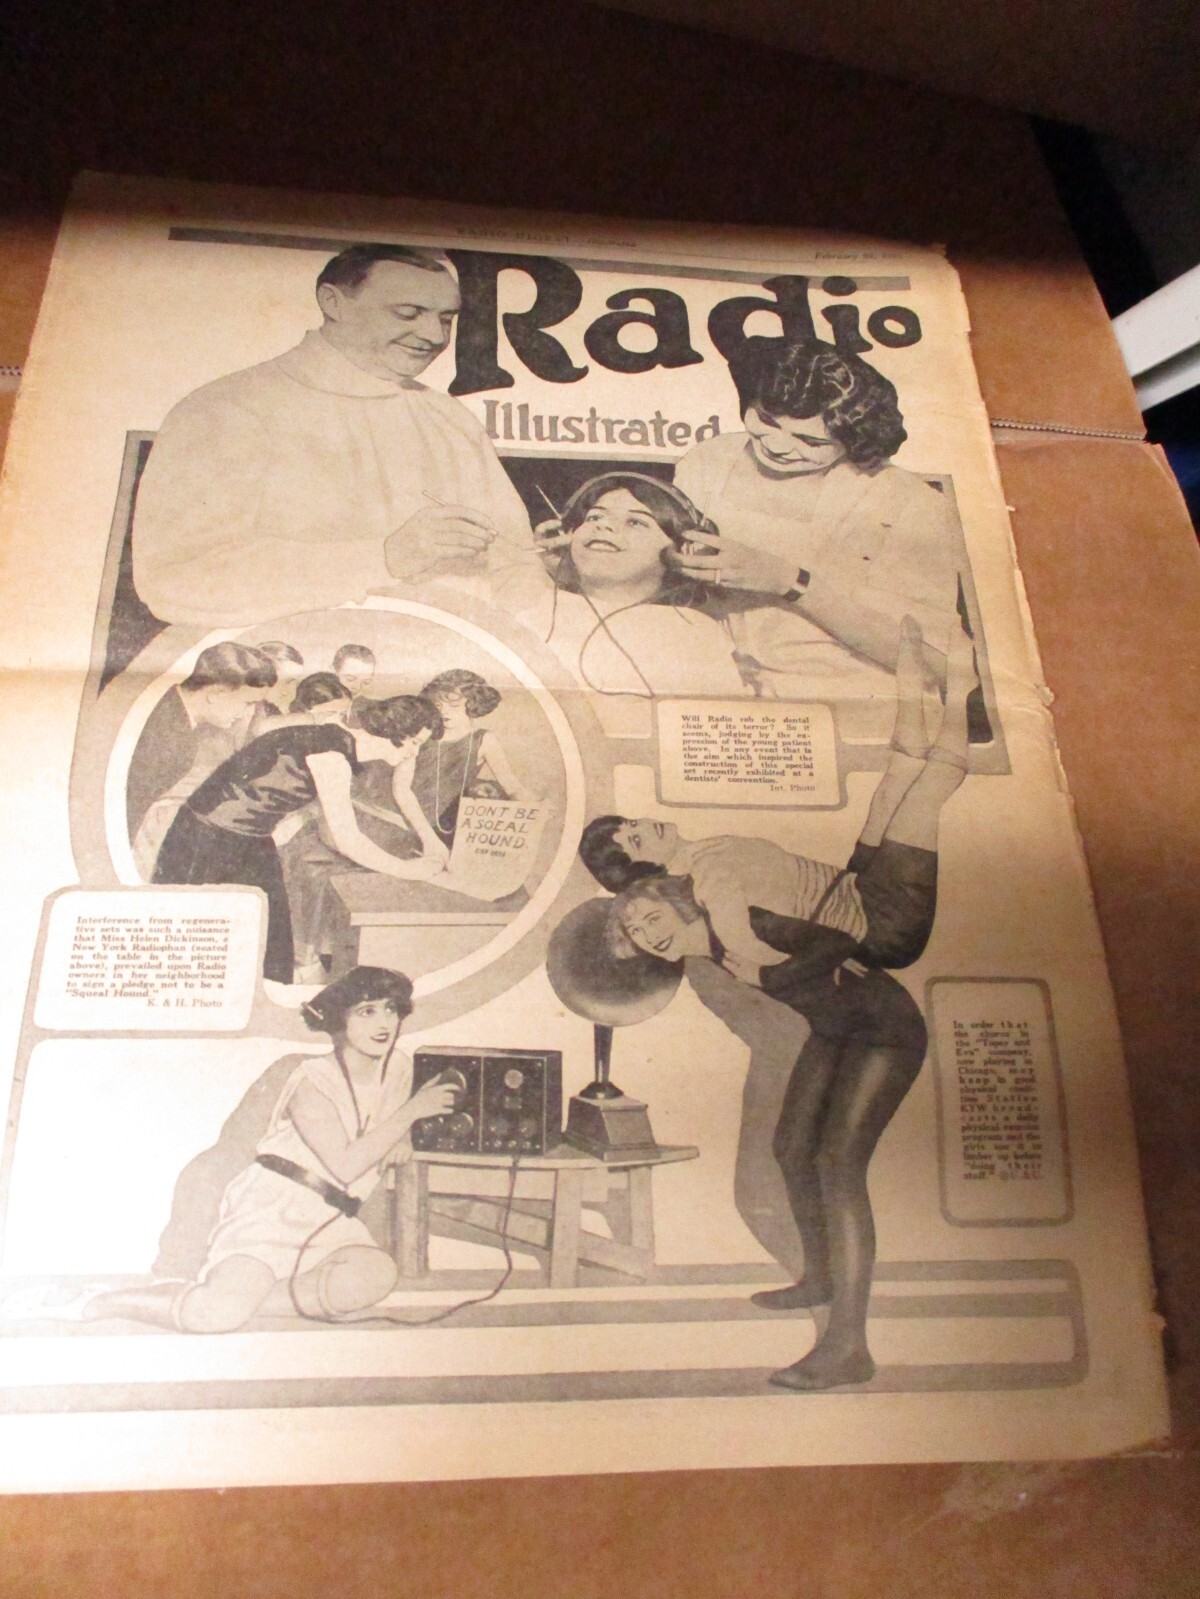 RADIO DIGEST—Illustrated
February
Radio
Illustrated
Will Radio rob the dental
chair of its terror? So it
seems, judging by the ex-
pression of the young patient
above. In any event that is
the aim which inspired the
construction of this special
set recently exhibited at a
dentists' convention.
Int. Photo
DONT BE
A SQEAL
HOUND.
Interference from regenera-
tive sets was such a nuisance
that Miss Helen Dickinson, a
New York Radiophan (seated
on the table in the picture
above), prevailed upon Radio
owners in her neighborhood
to sign a pledge not to be a
"Squeal Hound."
K. & H. Photo
In order that
the chorus in
the "Topsy and
Eva" company,
now playing in
Chicago, may
keep in good
physical condi-
tion Station
KYW broad-
casts a daily
physical exercise
program and the
girls use it to
limber up before
"doing their
stuff." © U. & U.